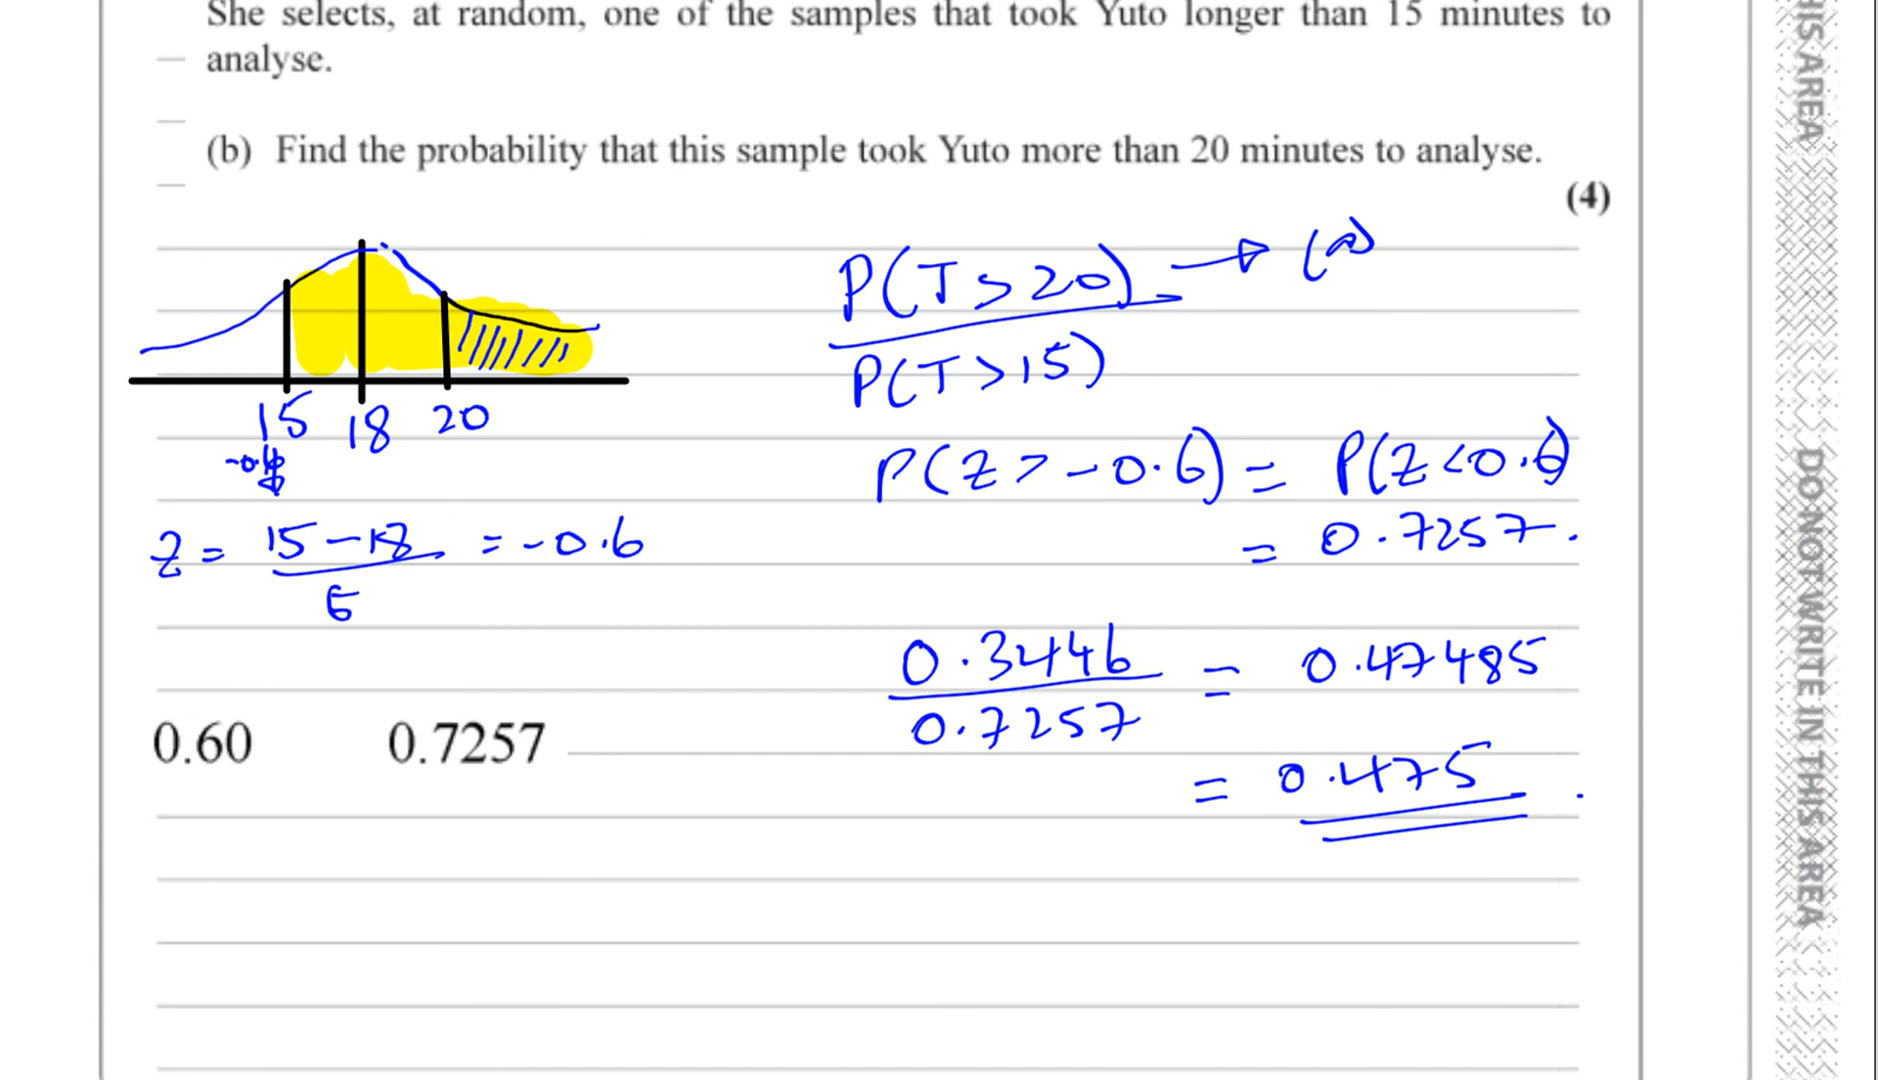 She selects, at random, one of the samples that took Yuto longer than 15 minutes to
analyse.
(b) Find the probability that this sample took Yuto more than 20 minutes to analyse.
(4)
P(T>20) → (a)
P(T>15)
15 18 20
P(Z>-0.6) = P(Z<0.6)
= 0.7257.
z = 15-18 = -0.6
5
0.3446 = 0.47485
0.7257
0.60 0.7257
= 0.475
HIS AREA
DO NOT WRITE IN THIS AREA